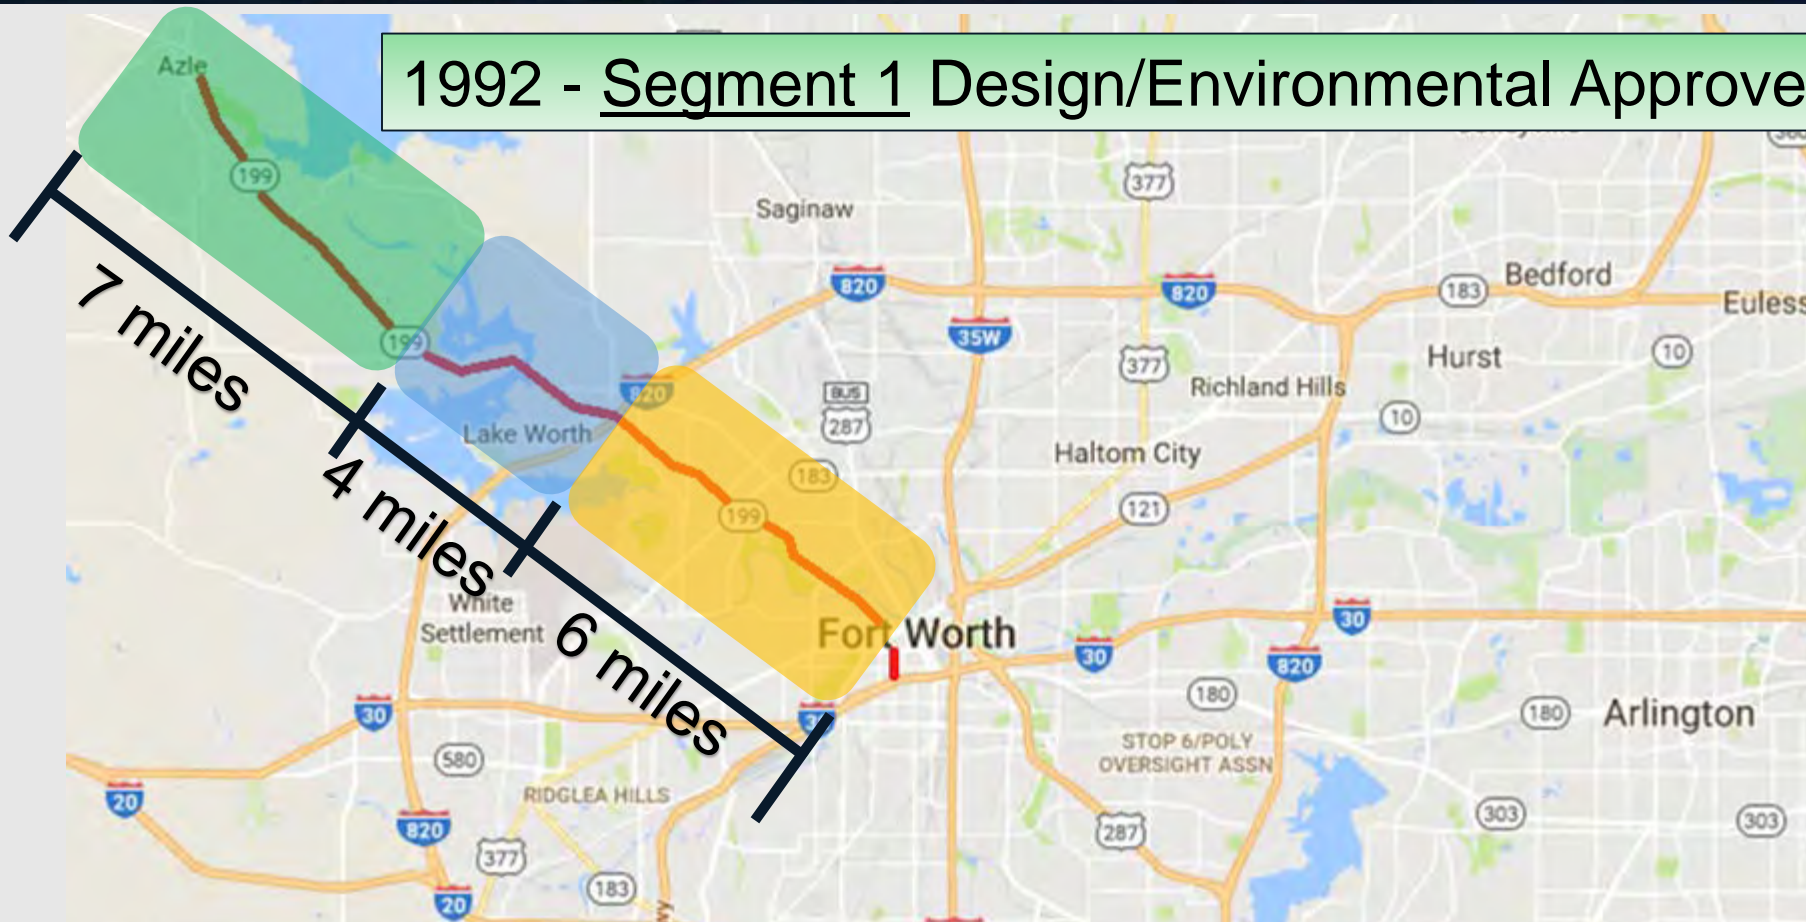 1992 - Segment 1 Design/Environmental Approve
Azle
199
377
Saginaw
820
820
183
Bedford
Euless
35W
199
7 miles
377
Hurst
10
Richland Hills
BUS
287
820
10
Lake Worth
Haltom City
183
4 miles
199
121
White
Settlement
6 miles
Fort Worth
30
30
820
30
180
180
Arlington
580
STOP 6/POLY
OVERSIGHT ASSN
20
RIDGLEA HILLS
820
303
303
287
377
183
20